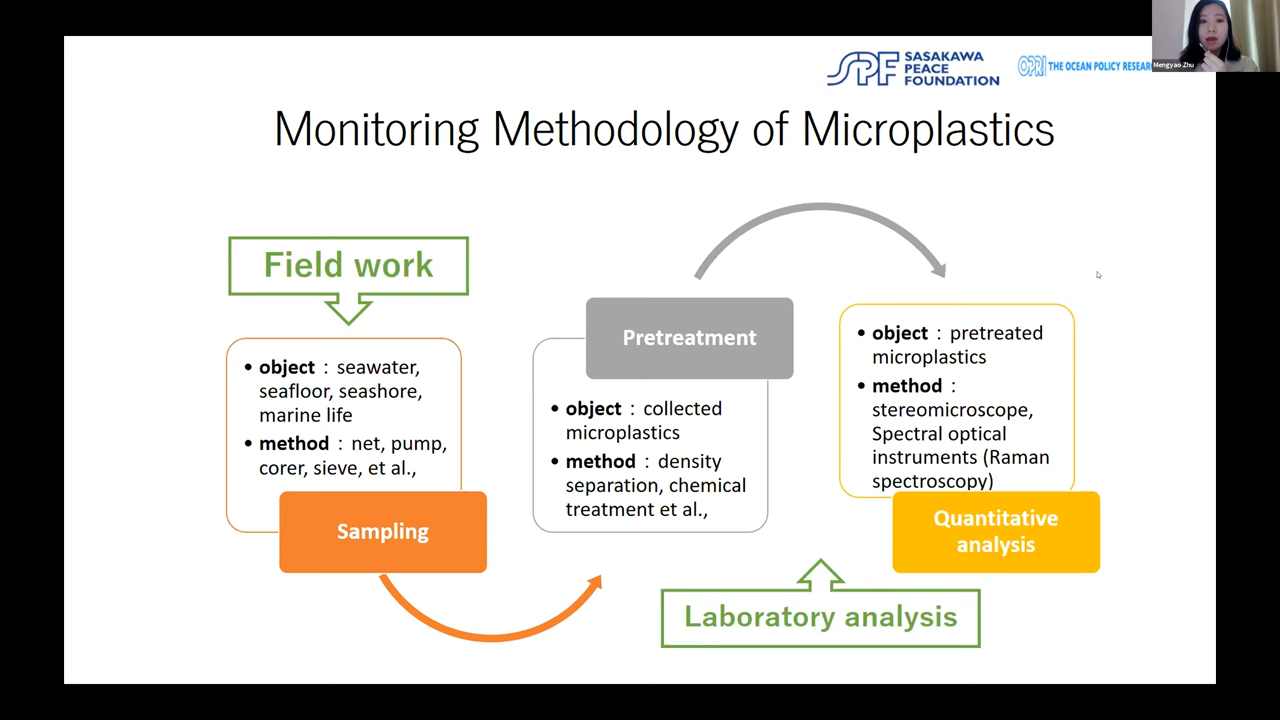 SPF SASAKAWA
PEACE
FOUNDATION
OPRI THE OCEAN POLICY
Mengyao Zhu
Monitoring Methodology of Microplastics
Field work
• object : seawater,
seafloor, seashore,
marine life
• method : net, pump,
corer, sieve, et al.,
Sampling
Pretreatment
• object : collected
microplastics
• method : density
separation, chemical
treatment et al.,
• object : pretreated
microplastics
• method :
stereomicroscope,
Spectral optical
instruments (Raman
spectroscopy)
Quantitative
analysis
Laboratory analysis